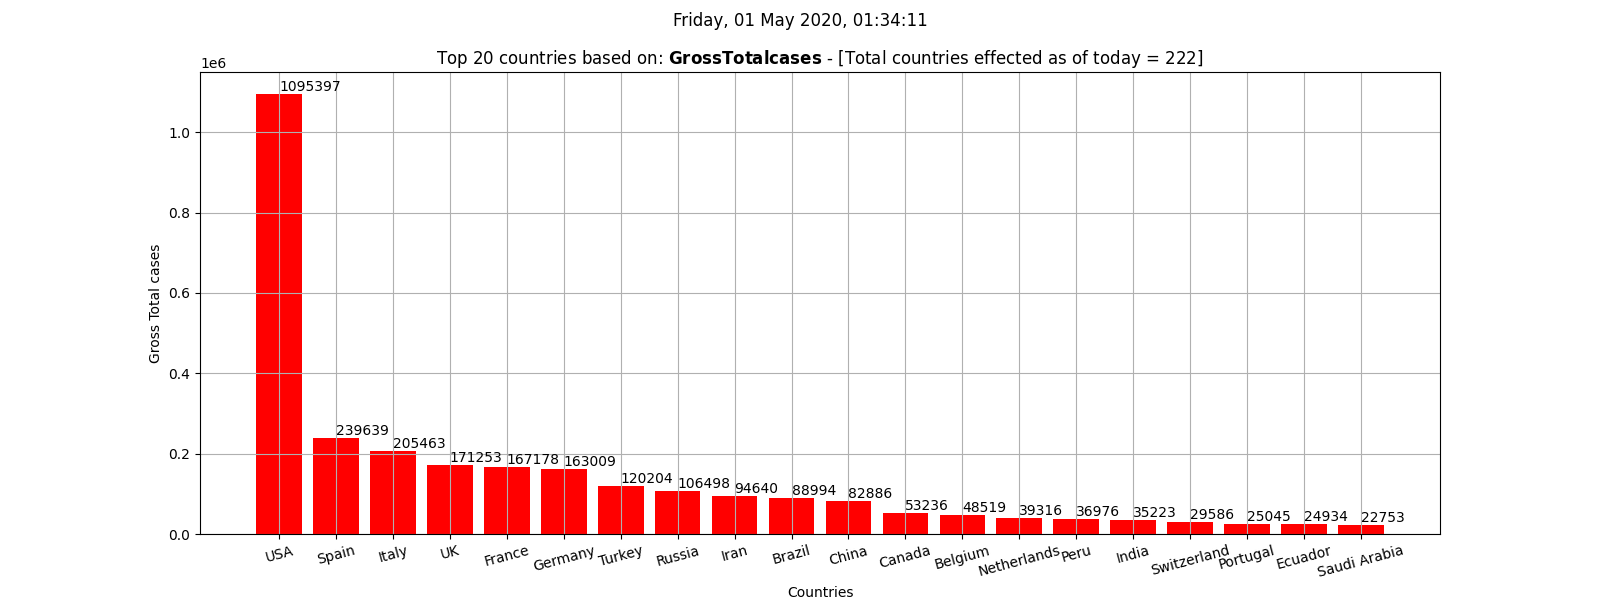 Friday, 01 May 2020, 01:34:11
Top 20 countries based on: GrossTotalcases - [Total countries effected as of today = 222]
1e6
1095397
1.0
0.8
0.6
0.4
0.2
0.0
Gross Total cases
239639
205463
171253
167178
163009
120204
106498
94640
88994
82886
53236
48519
39316
36976
35223
29586
25045
24934
22753
USA
Spain
Italy
UK
France
Germany
Turkey
Russia
Iran
Brazil
China
Canada
Belgium
Netherlands
Peru
India
Switzerland
Portugal
Ecuador
Saudi Arabia
Countries